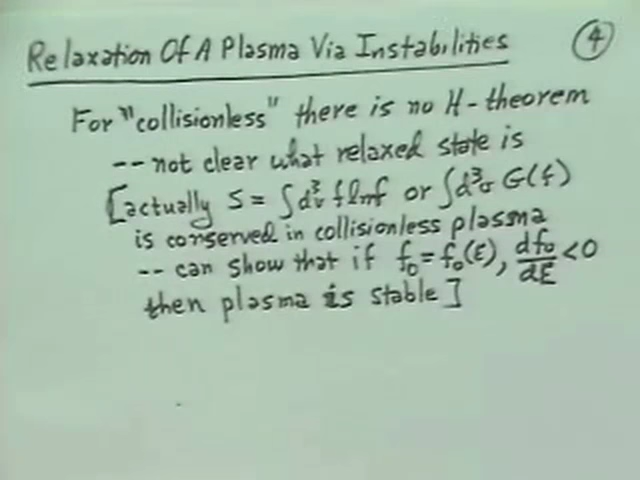 Relaxation Of A Plasma Via Instabilities ④
For "collisionless" there is no H-theorem
-- not clear what relaxed state is
[actually S = ∫d³v f ln f or ∫d³v G(f)
is conserved in collisionless plasma
-- can show that if f₀ = f₀(E), df₀/dE < 0
then plasma is stable]